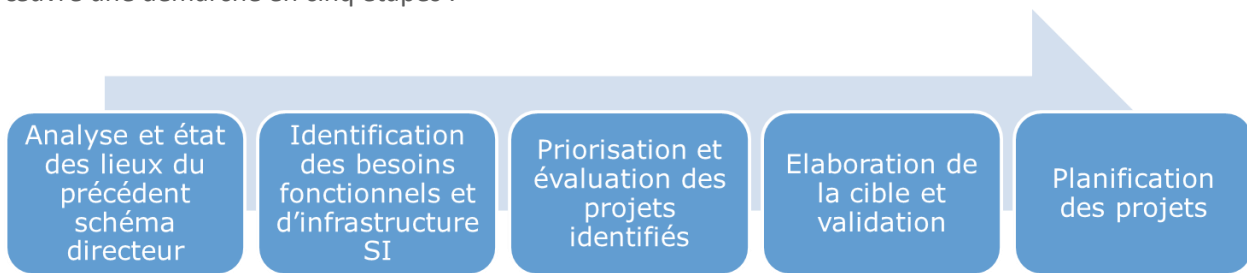 Analyse et état
des lieux du
précédent
schéma
directeur
Identification
des besoins
fonctionnels et
d'infrastructure
SI
Priorisation et
évaluation des
projets
identifiés
Elaboration de
la cible et
validation
Planification
des projets